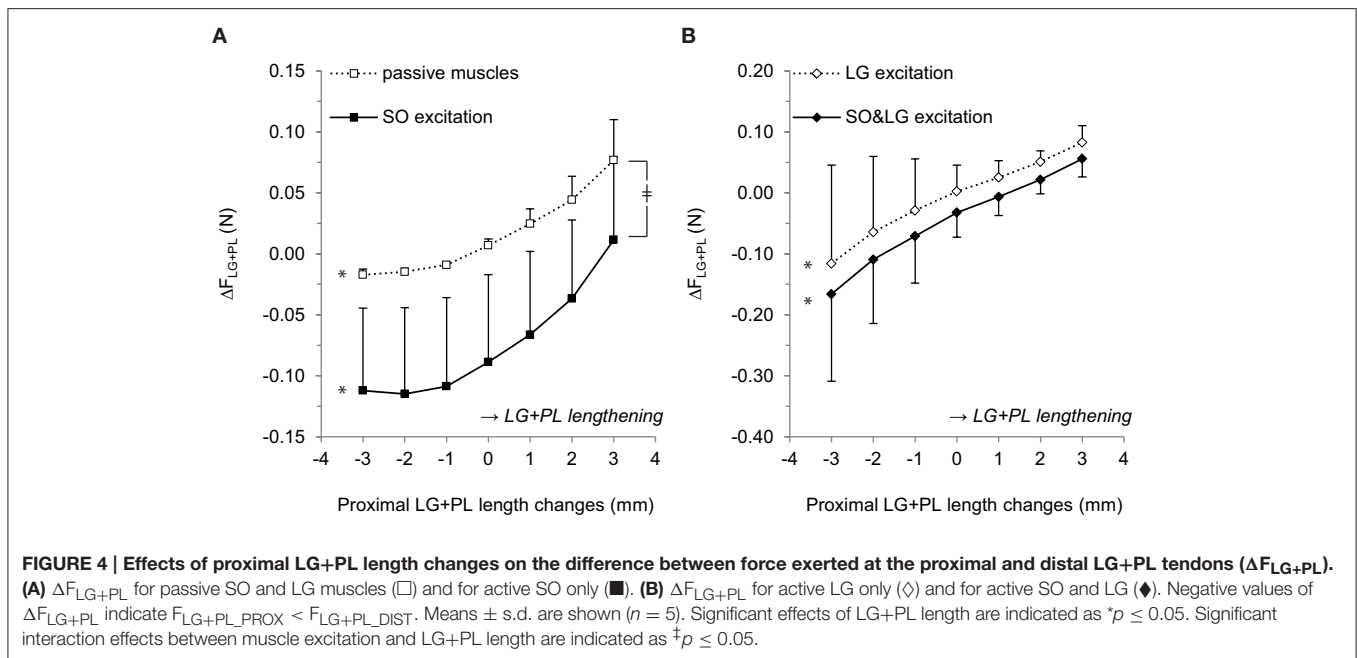 A
B
0.15
0.10
0.05
0.00
-0.05
-0.10
-0.15
ΔF_LG+PL (N)
passive muscles
SO excitation
*
*
‡
→ LG+PL lengthening
-4 -3 -2 -1 0 1 2 3 4
Proximal LG+PL length changes (mm)
0.20
0.10
0.00
-0.10
-0.20
-0.30
-0.40
ΔF_LG+PL (N)
LG excitation
SO&LG excitation
*
*
→ LG+PL lengthening
-4 -3 -2 -1 0 1 2 3 4
Proximal LG+PL length changes (mm)
FIGURE 4 | Effects of proximal LG+PL length changes on the difference between force exerted at the proximal and distal LG+PL tendons (ΔF_LG+PL).
(A) ΔF_LG+PL for passive SO and LG muscles (□) and for active SO only (■). (B) ΔF_LG+PL for active LG only (◇) and for active SO and LG (♦). Negative values of
ΔF_LG+PL indicate F_LG+PL_PROX < F_LG+PL_DIST. Means ± s.d. are shown (n = 5). Significant effects of LG+PL length are indicated as *p ≤ 0.05. Significant
interaction effects between muscle excitation and LG+PL length are indicated as ‡p ≤ 0.05.